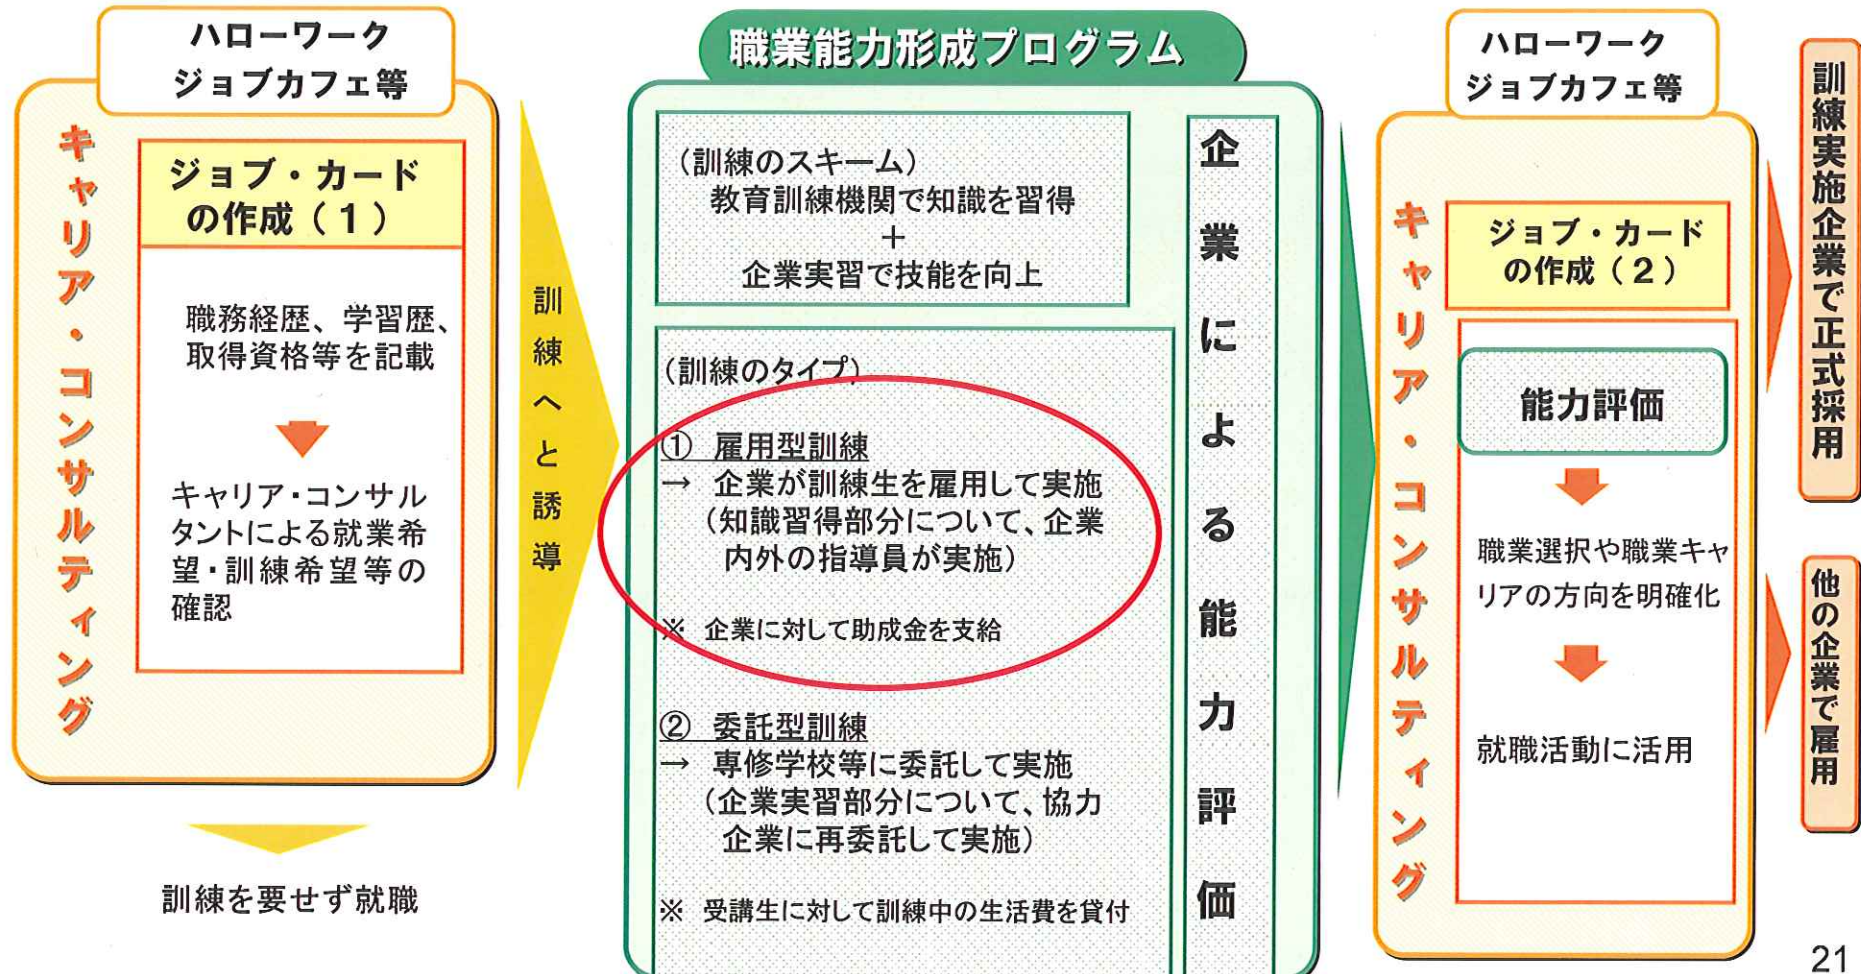 ハローワーク
ジョブカフェ等
キャリア・コンサルティング
ジョブ・カード
の作成(1)
職務経歴、学習歴、
取得資格等を記載
キャリア・コンサル
タントによる就業希
望・訓練希望等の
確認
訓練を要せず就職
訓練へと誘導
職業能力形成プログラム
(訓練のスキーム)
教育訓練機関で知識を習得
+
企業実習で技能を向上
(訓練のタイプ)
① 雇用型訓練
→ 企業が訓練生を雇用して実施
(知識習得部分について、企業
内外の指導員が実施)
※ 企業に対して助成金を支給
② 委託型訓練
→ 専修学校等に委託して実施
(企業実習部分について、協力
企業に再委託して実施)
※ 受講生に対して訓練中の生活費を貸付
企業による能力評価
ハローワーク
ジョブカフェ等
キャリア・コンサルティング
ジョブ・カード
の作成(2)
能力評価
職業選択や職業キャ
リアの方向を明確化
就職活動に活用
訓練実施企業で正式採用
他の企業で雇用
21